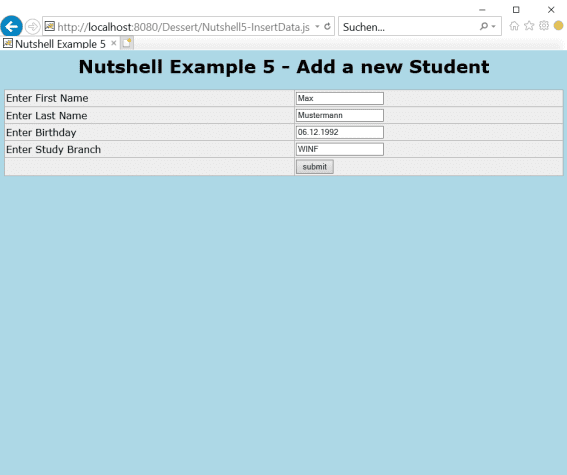 http://localhost:8080/Dessert/Nutshell5-InsertData.js
Suchen...
Nutshell Example 5
Nutshell Example 5 - Add a new Student
Enter First Name Max
Enter Last Name Mustermann
Enter Birthday 06.12.1992
Enter Study Branch WINF
submit